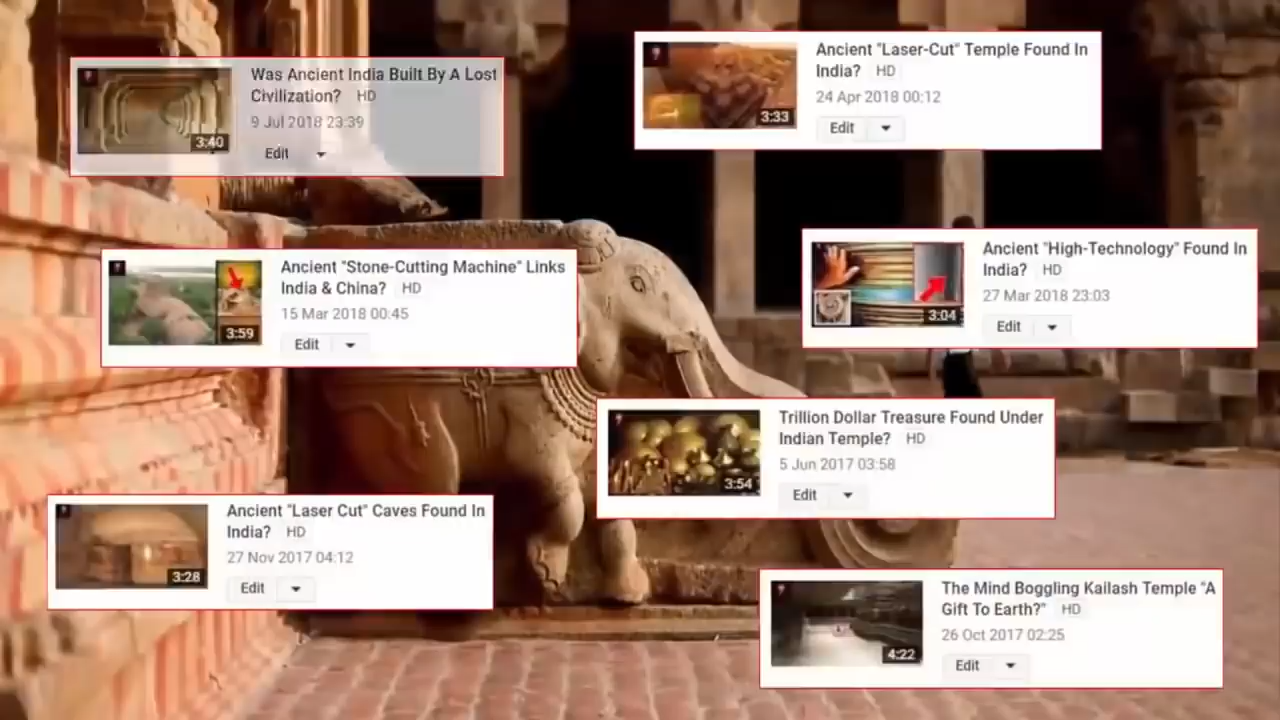 Was Ancient India Built By A Lost
Civilization? HD
9 Jul 2018 23:39
3:40
Edit
Ancient "Laser-Cut" Temple Found In
India? HD
24 Apr 2018 00:12
3:33
Edit
Ancient "Stone-Cutting Machine" Links
India & China? HD
15 Mar 2018 00:45
3:59
Edit
Ancient "High-Technology" Found In
India? HD
27 Mar 2018 23:03
3:04
Edit
Trillion Dollar Treasure Found Under
Indian Temple? HD
5 Jun 2017 03:58
3:54
Edit
Ancient "Laser Cut" Caves Found In
India? HD
27 Nov 2017 04:12
3:28
Edit
The Mind Boggling Kailash Temple "A
Gift To Earth?" HD
26 Oct 2017 02:25
4:22
Edit